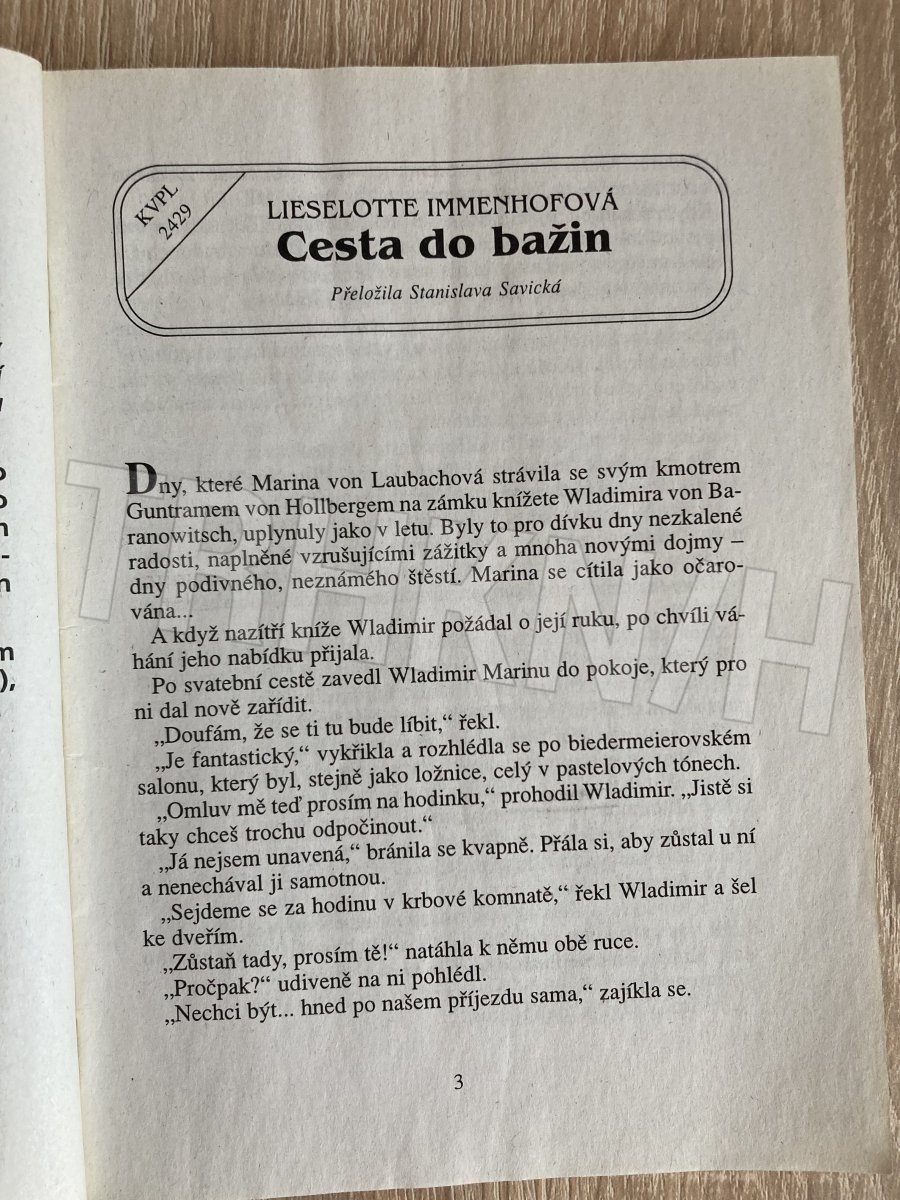 KVPL
2429
LIESELOTTE IMMENHOFOVÁ
Cesta do bažin
Přeložila Stanislava Savická
Dny, které Marina von Laubachová strávila se svým kmotrem
Guntramem von Hollbergem na zámku knížete Wladimira von Ba-
ranowitsch, uplynuly jako v letu. Byly to pro dívku dny nezkalené
radosti, naplněné vzrušujícími zážitky a mnoha novými dojmy –
dny podivného, neznámého štěstí. Marina se cítila jako očaro-
vána...
A když nazítří kníže Wladimir požádal o její ruku, po chvíli vá-
hání jeho nabídku přijala.
Po svatební cestě zavedl Wladimir Marinu do pokoje, který pro
ni dal nově zařídit.
„Doufám, že se ti tu bude líbit,“ řekl.
„Je fantastický,“ vykřikla a rozhlédla se po biedermeierovském
salonu, který byl, stejně jako ložnice, celý v pastelových tónech.
„Omluv mě teď prosím na hodinku,“ prohodil Wladimir. „Jistě si
taky chceš trochu odpočinout.“
„Já nejsem unavená,“ bránila se kvapně. Přála si, aby zůstal u ní
a nenechával ji samotnou.
„Sejdeme se za hodinu v krbové komnatě,“ řekl Wladimir a šel
ke dveřím.
„Zůstaň tady, prosím tě!“ natáhla k němu obě ruce.
„Pročpak?“ udiveně na ni pohlédl.
„Nechci být... hned po našem příjezdu sama,“ zajíkla se.
3